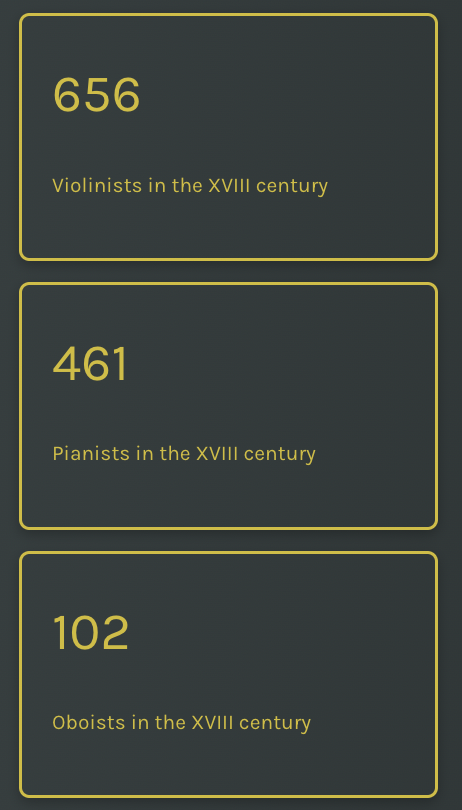 656
Violinists in the XVIII century
461
Pianists in the XVIII century
102
Oboists in the XVIII century